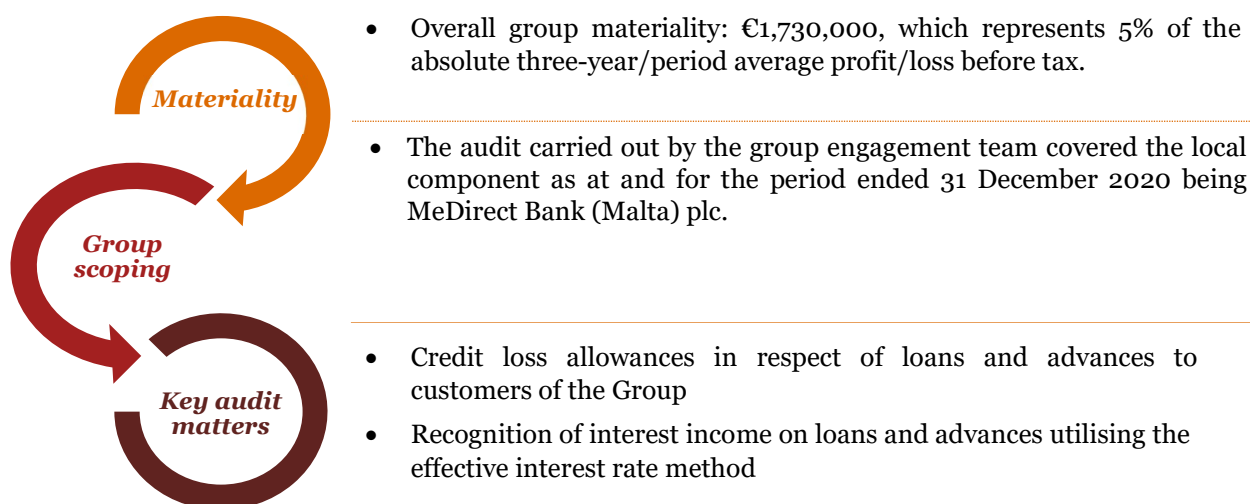 Materiality
• Overall group materiality: €1,730,000, which represents 5% of the
absolute three-year/period average profit/loss before tax.
Group
scoping
• The audit carried out by the group engagement team covered the local
component as at and for the period ended 31 December 2020 being
MeDirect Bank (Malta) plc.
Key audit
matters
• Credit loss allowances in respect of loans and advances to
customers of the Group
• Recognition of interest income on loans and advances utilising the
effective interest rate method